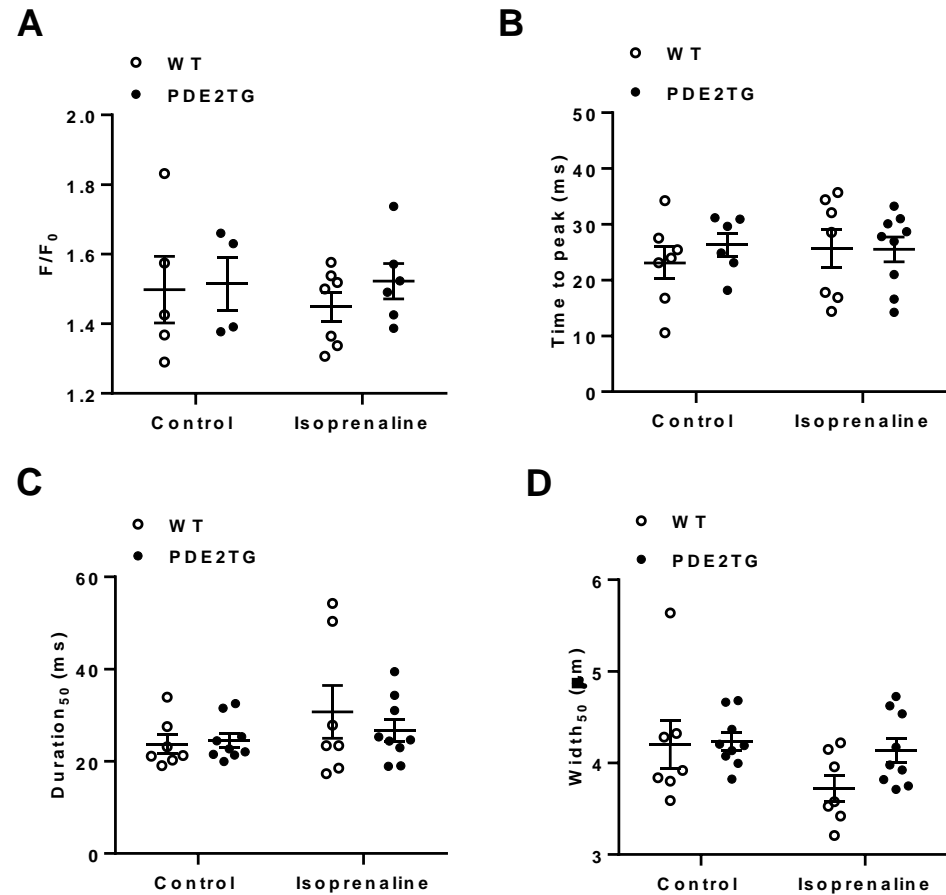 A
WT
PDE2TG
2.0
1.8
1.6
1.4
1.2
F/F0
Control
Isoprenaline
B
WT
PDE2TG
50
40
30
20
10
0
Time to peak (ms)
Control
Isoprenaline
C
WT
PDE2TG
60
40
20
0
Duration50 (ms)
Control
Isoprenaline
D
WT
PDE2TG
6
5
4
3
Width50 ( m)
Control
Isoprenaline